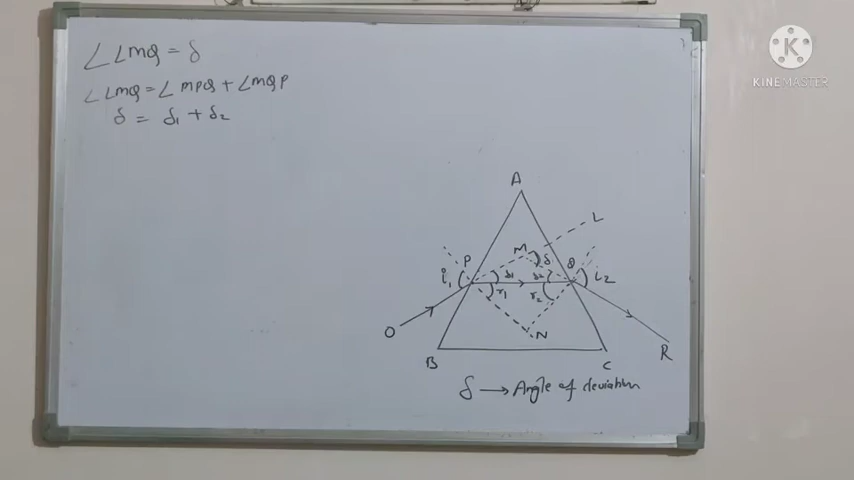 ∠LMQ = δ
∠LMQ = ∠MPQ + ∠MQP
δ = δ₁ + δ₂
K
KINEMASTER
A
L
M
δ
P
Q
i₁
δ₁
δ₂
i₂
r₁
r₂
O
N
B
C
R
δ → Angle of deviation